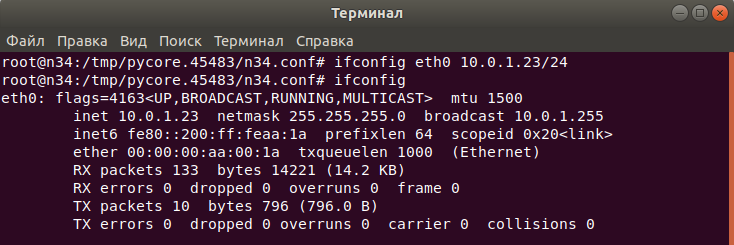 Терминал
Файл Правка Вид Поиск Терминал Справка
root@n34:/tmp/pycore.45483/n34.conf# ifconfig eth0 10.0.1.23/24
root@n34:/tmp/pycore.45483/n34.conf# ifconfig
eth0: flags=4163<UP,BROADCAST,RUNNING,MULTICAST>  mtu 1500
        inet 10.0.1.23  netmask 255.255.255.0  broadcast 10.0.1.255
        inet6 fe80::200:ff:feaa:1a  prefixlen 64  scopeid 0x20<link>
        ether 00:00:00:aa:00:1a  txqueuelen 1000  (Ethernet)
        RX packets 133  bytes 14221 (14.2 KB)
        RX errors 0  dropped 0  overruns 0  frame 0
        TX packets 10  bytes 796 (796.0 B)
        TX errors 0  dropped 0 overruns 0  carrier 0  collisions 0